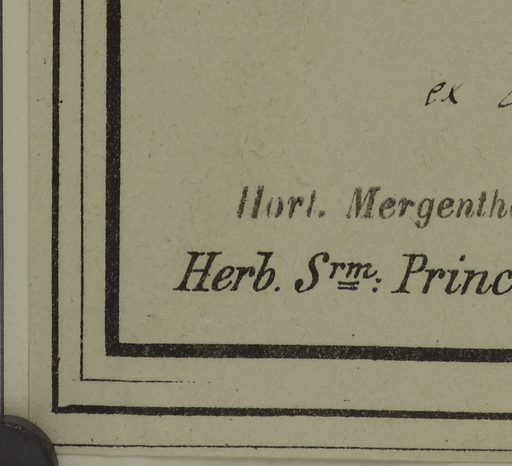 ex
Hort. Mergenth
Herb. Srm: Princ